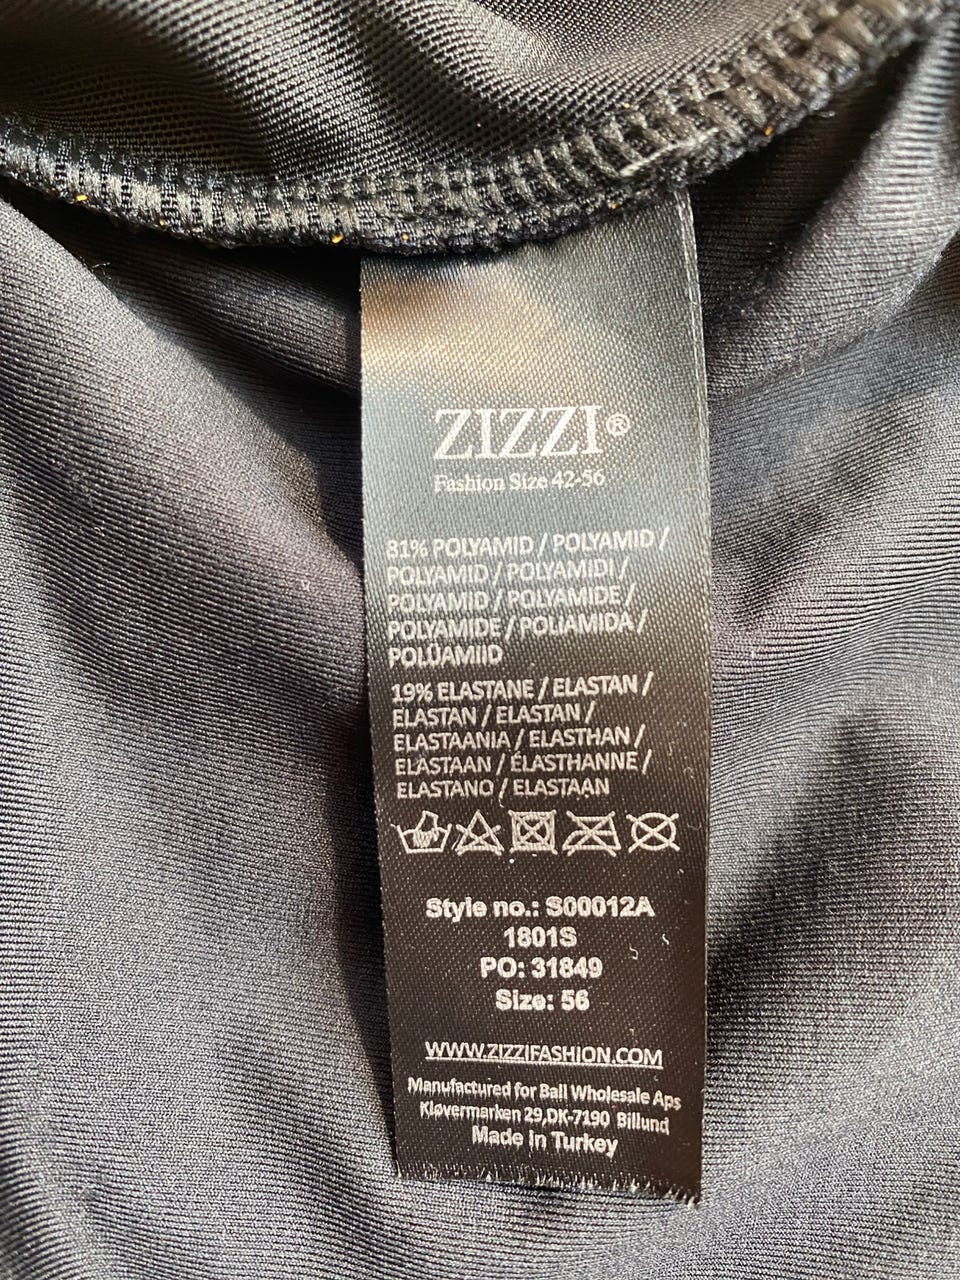 ZIZZI®
Fashion Size 42-56
81% POLYAMID / POLYAMID /
POLYAMID / POLYAMIDI /
POLYAMID / POLYAMIDE /
POLYAMIDE / POLIAMIDA /
POLÜAMIID
19% ELASTANE / ELASTAN /
ELASTAN / ELASTAN /
ELASTAANIA / ELASTHAN /
ELASTAAN / ÉLASTHANNE /
ELASTANO / ELASTAAN
Style no.: S00012A
1801S
PO: 31849
Size: 56
WWW.ZIZZIFASHION.COM
Manufactured for Ball Wholesale Aps
Kløvermarken 29,DK-7190 Billund
Made in Turkey